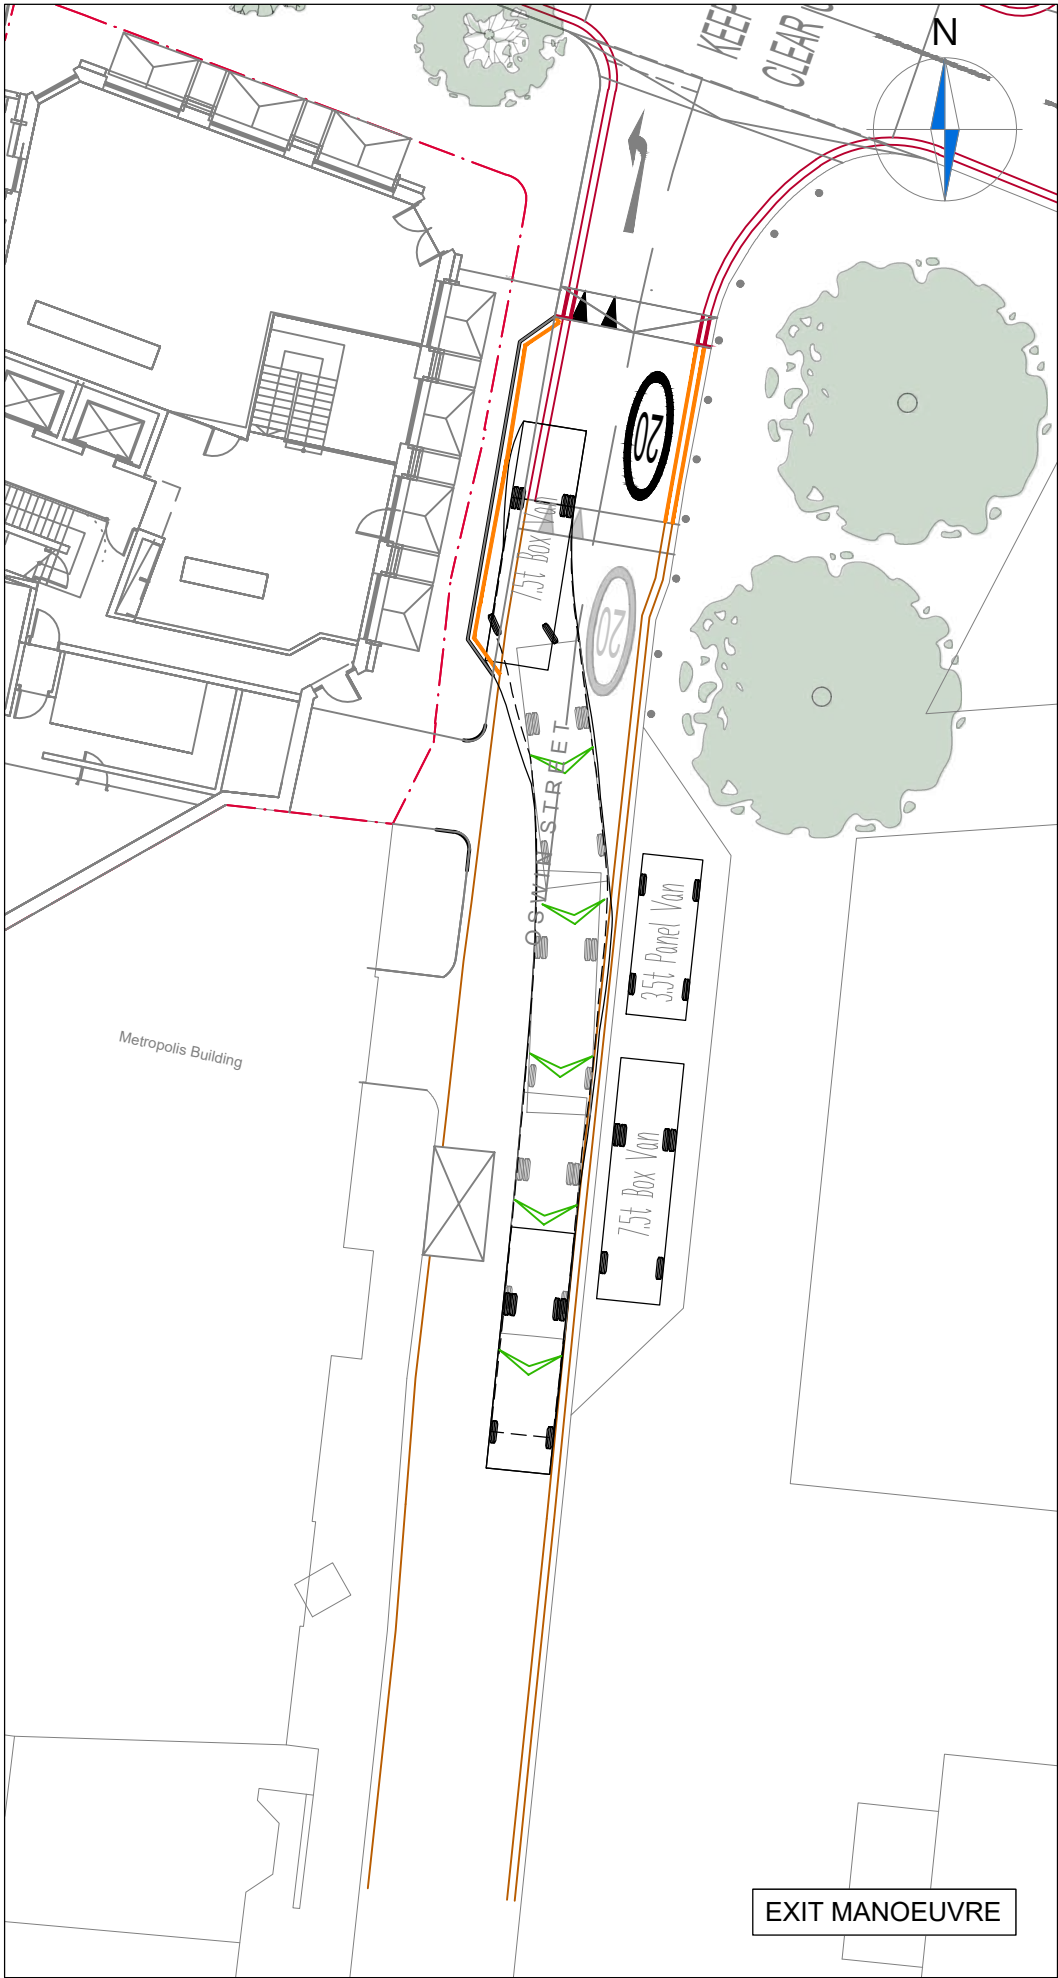 KEEP
CLEAR
N
20
7.5t Box Van
20
OSWIN STREET
3.5t Panel Van
Metropolis Building
7.5t Box Van
EXIT MANOEUVRE